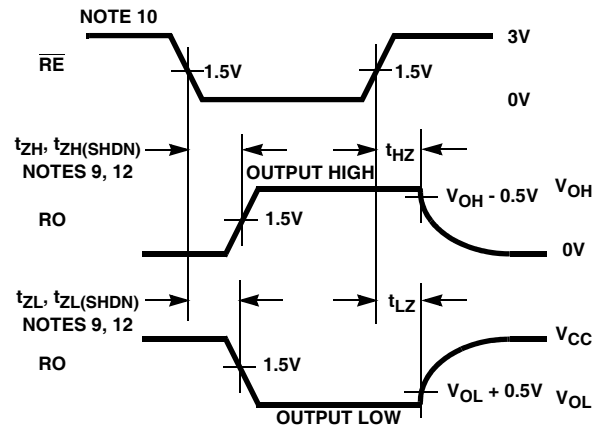 NOTE 10
RE
1.5V
1.5V
3V
0V
tZH, tZH(SHDN)
NOTES 9, 12
tHZ
OUTPUT HIGH
RO
1.5V
VOH - 0.5V
VOH
0V
tZL, tZL(SHDN)
NOTES 9, 12
tLZ
RO
1.5V
VCC
VOL + 0.5V
VOL
OUTPUT LOW